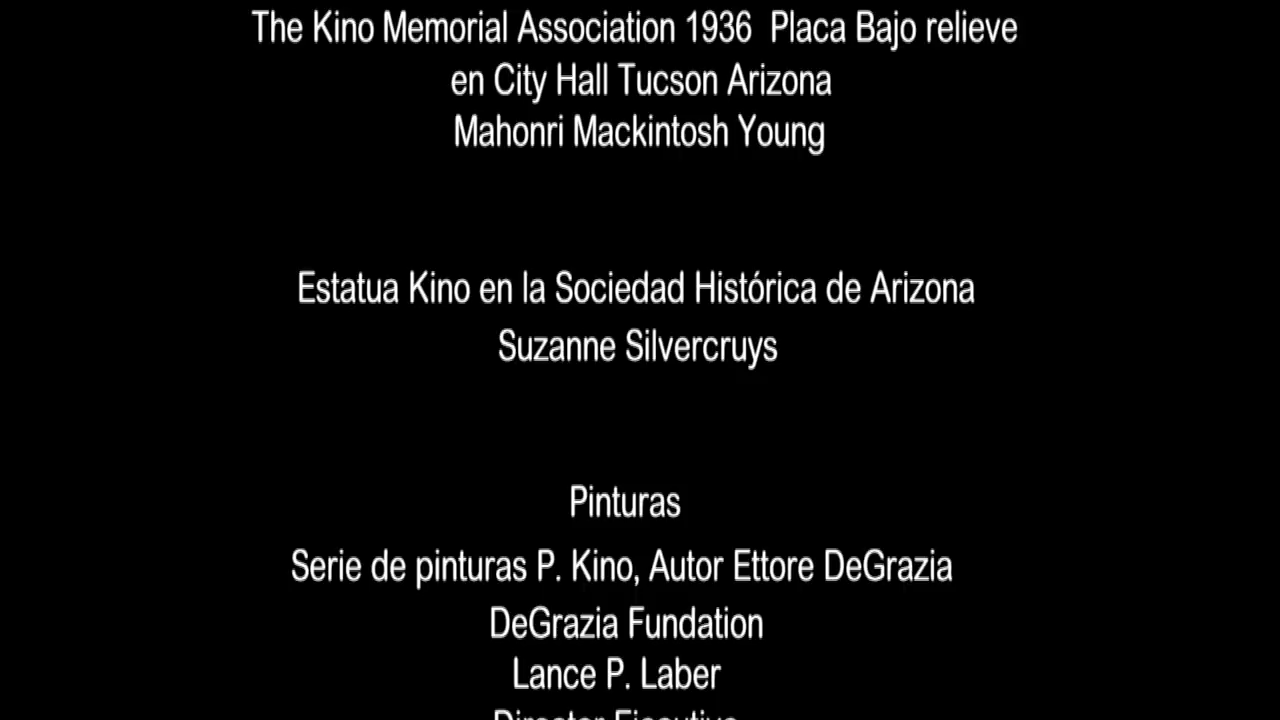 The Kino Memorial Association 1936  Placa Bajo relieve
en City Hall Tucson Arizona
Mahonri Mackintosh Young
Estatua Kino en la Sociedad Histórica de Arizona
Suzanne Silvercruys
Pinturas
Serie de pinturas P. Kino, Autor Ettore DeGrazia
DeGrazia Fundation
Lance P. Laber
Director